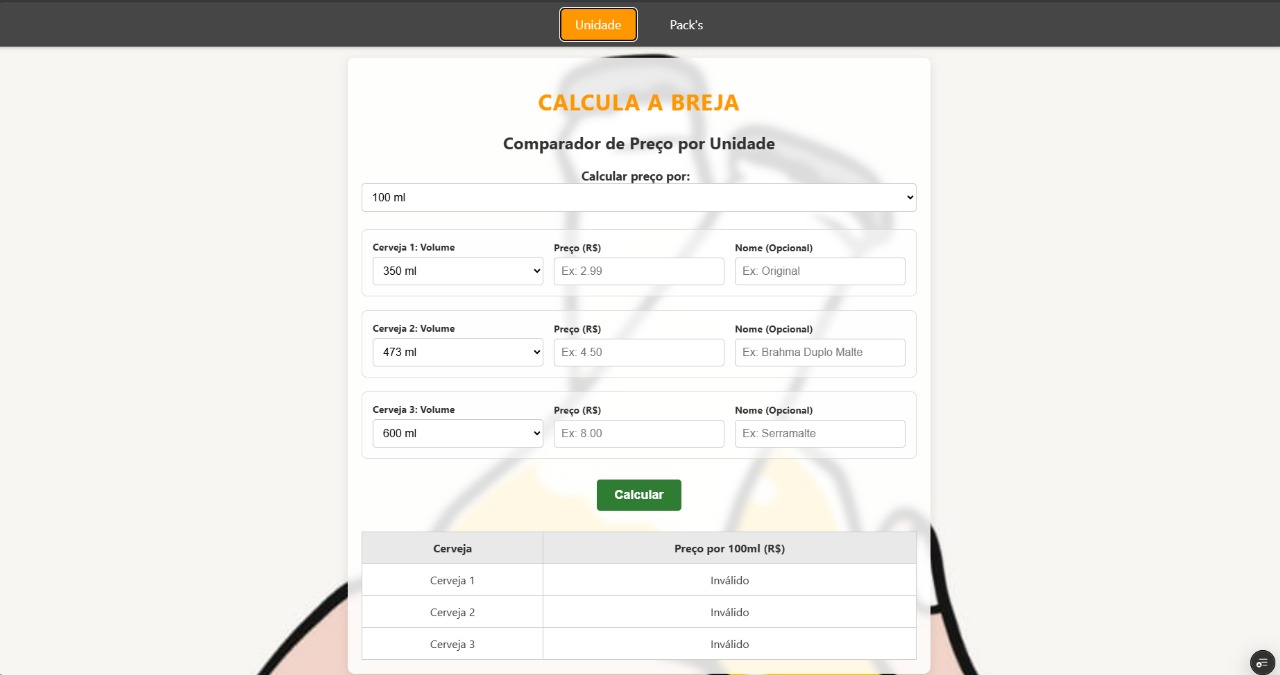 Unidade Pack's
CALCULA A BREJA
Comparador de Preço por Unidade
Calcular preço por:
100 ml
Cerveja 1: Volume Preço (R$) Nome (Opcional)
350 ml Ex: 2.99 Ex: Original
Cerveja 2: Volume Preço (R$) Nome (Opcional)
473 ml Ex: 4.50 Ex: Brahma Duplo Malte
Cerveja 3: Volume Preço (R$) Nome (Opcional)
600 ml Ex: 8.00 Ex: Serramalte
Calcular
Cerveja Preço por 100ml (R$)
Cerveja 1 Inválido
Cerveja 2 Inválido
Cerveja 3 Inválido